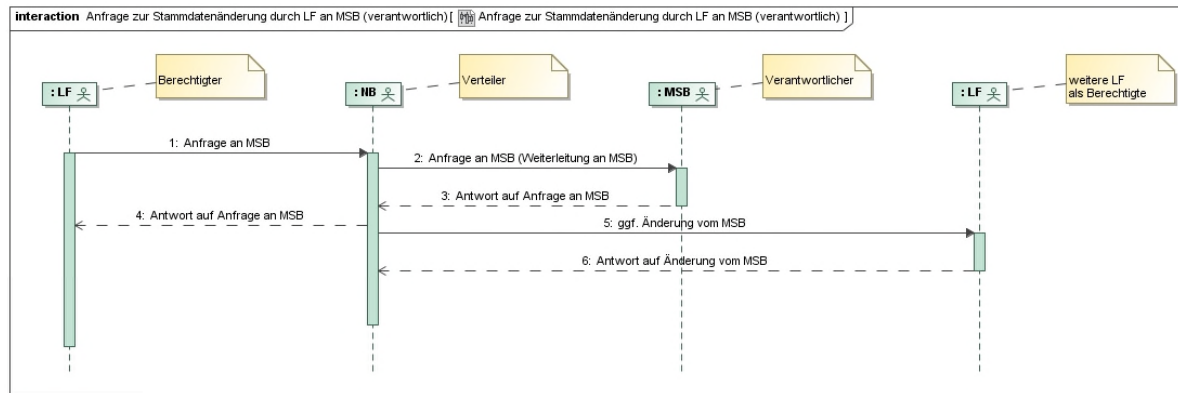 interaction Anfrage zur Stammdatenänderung durch LF an MSB (verantwortlich)[ Anfrage zur Stammdatenänderung durch LF an MSB (verantwortlich) ]
Berechtigter
Verteiler
Verantwortlicher
weitere LF
als Berechtigte
: LF
: NB
: MSB
: LF
1: Anfrage an MSB
2: Anfrage an MSB (Weiterleitung an MSB)
3: Antwort auf Anfrage an MSB
4: Antwort auf Anfrage an MSB
5: ggf. Änderung vom MSB
6: Antwort auf Änderung vom MSB